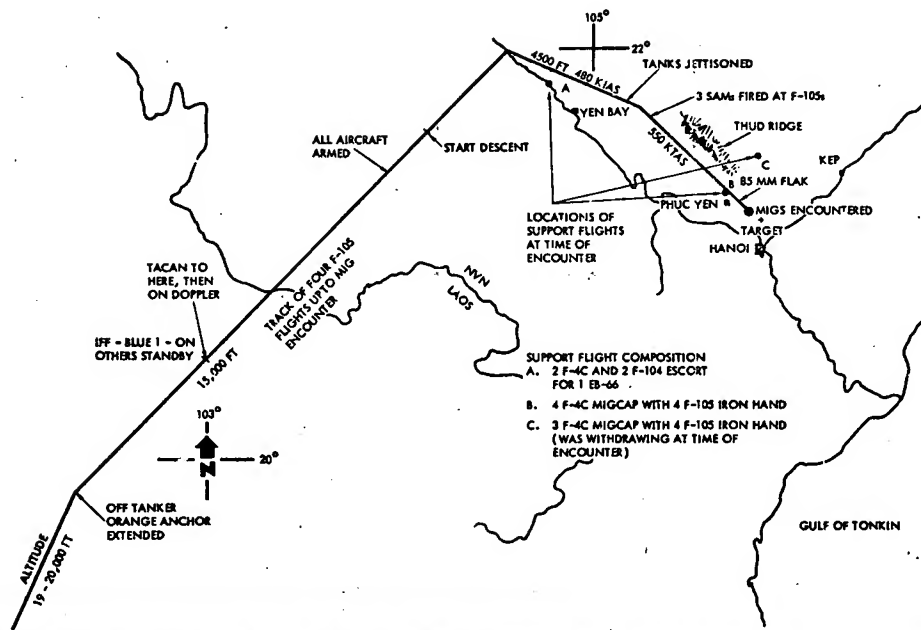 105°
22°
4500 FT 480 KIAS
TANKS JETTISONED
A
3 SAMs FIRED AT F-105s
YEN BAY
THUD RIDGE
ALL AIRCRAFT
ARMED
START DESCENT
550 KTAS
C
KEP
B
85 MM FLAK
PHUC YEN
MIGS ENCOUNTERED
LOCATIONS OF
SUPPORT FLIGHTS
AT TIME OF
ENCOUNTER
TARGET
HANOI
TACAN TO
HERE, THEN
ON DOPPLER
NVN
LAOS
TRACK OF FOUR F-105
FLIGHTS UP TO MIG
ENCOUNTER
IFF - BLUE 1 - ON
OTHERS STANDBY
15,000 FT
SUPPORT FLIGHT COMPOSITION
A. 2 F-4C AND 2 F-104 ESCORT
FOR 1 EB-66
B. 4 F-4C MIGCAP WITH 4 F-105 IRON HAND
C. 3 F-4C MIGCAP WITH 4 F-105 IRON HAND
(WAS WITHDRAWING AT TIME OF
ENCOUNTER)
103°
N
20°
OFF TANKER
ORANGE ANCHOR
EXTENDED
GULF OF TONKIN
ALTITUDE
19 - 20,000 FT